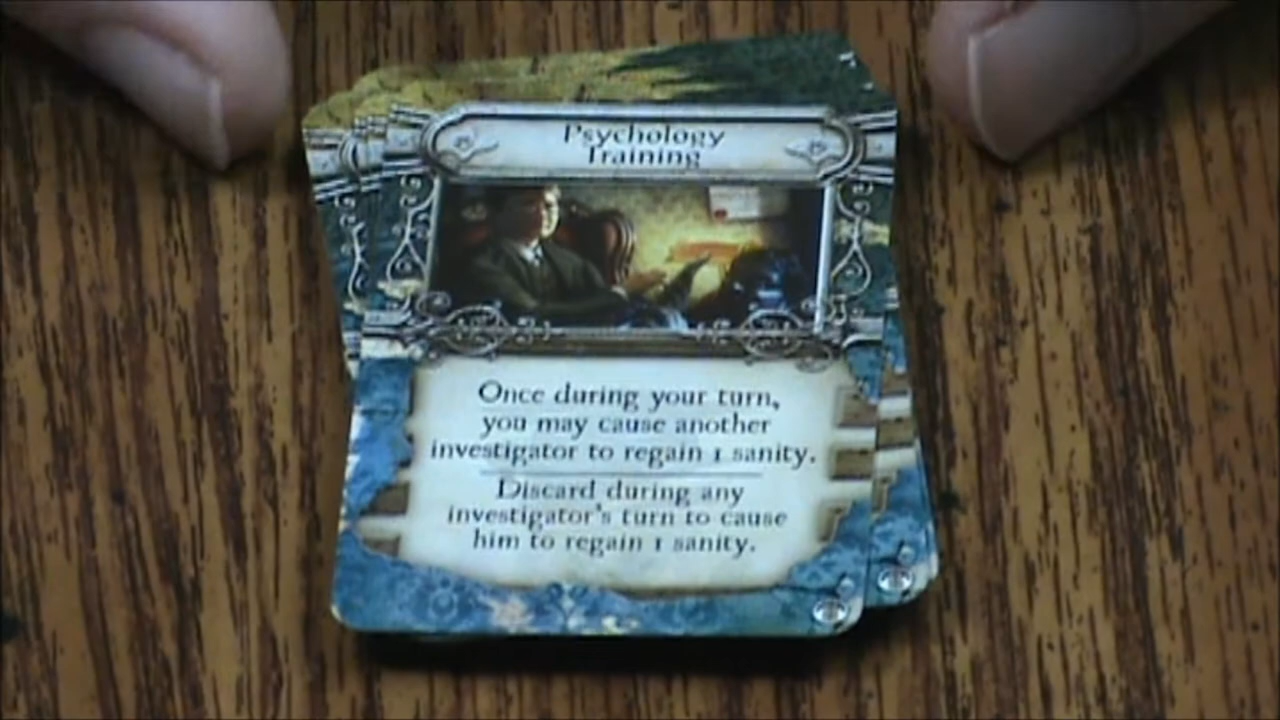 Psychology
Training
Once during your turn,
you may cause another
investigator to regain 1 sanity.
Discard during any
investigator's turn to cause
him to regain 1 sanity.